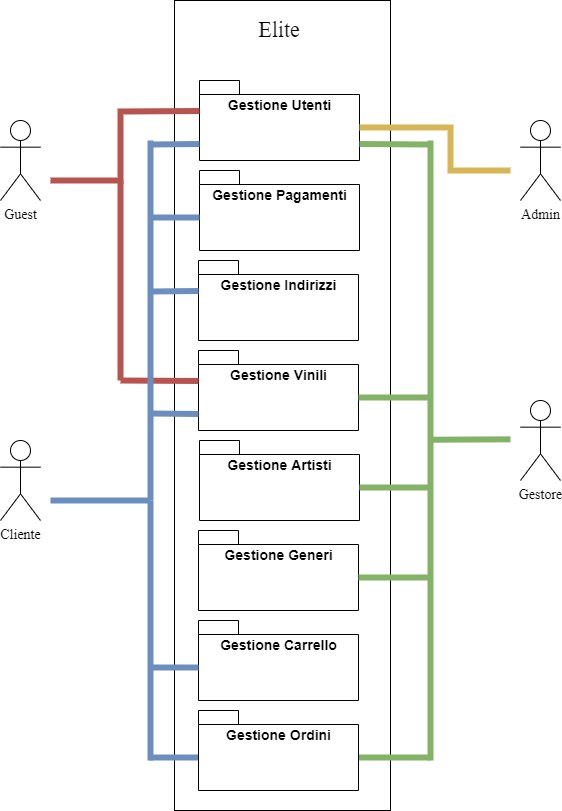 Elite
Gestione Utenti
Gestione Pagamenti
Guest
Admin
Gestione Indirizzi
Gestione Vinili
Gestione Artisti
Gestore
Cliente
Gestione Generi
Gestione Carrello
Gestione Ordini